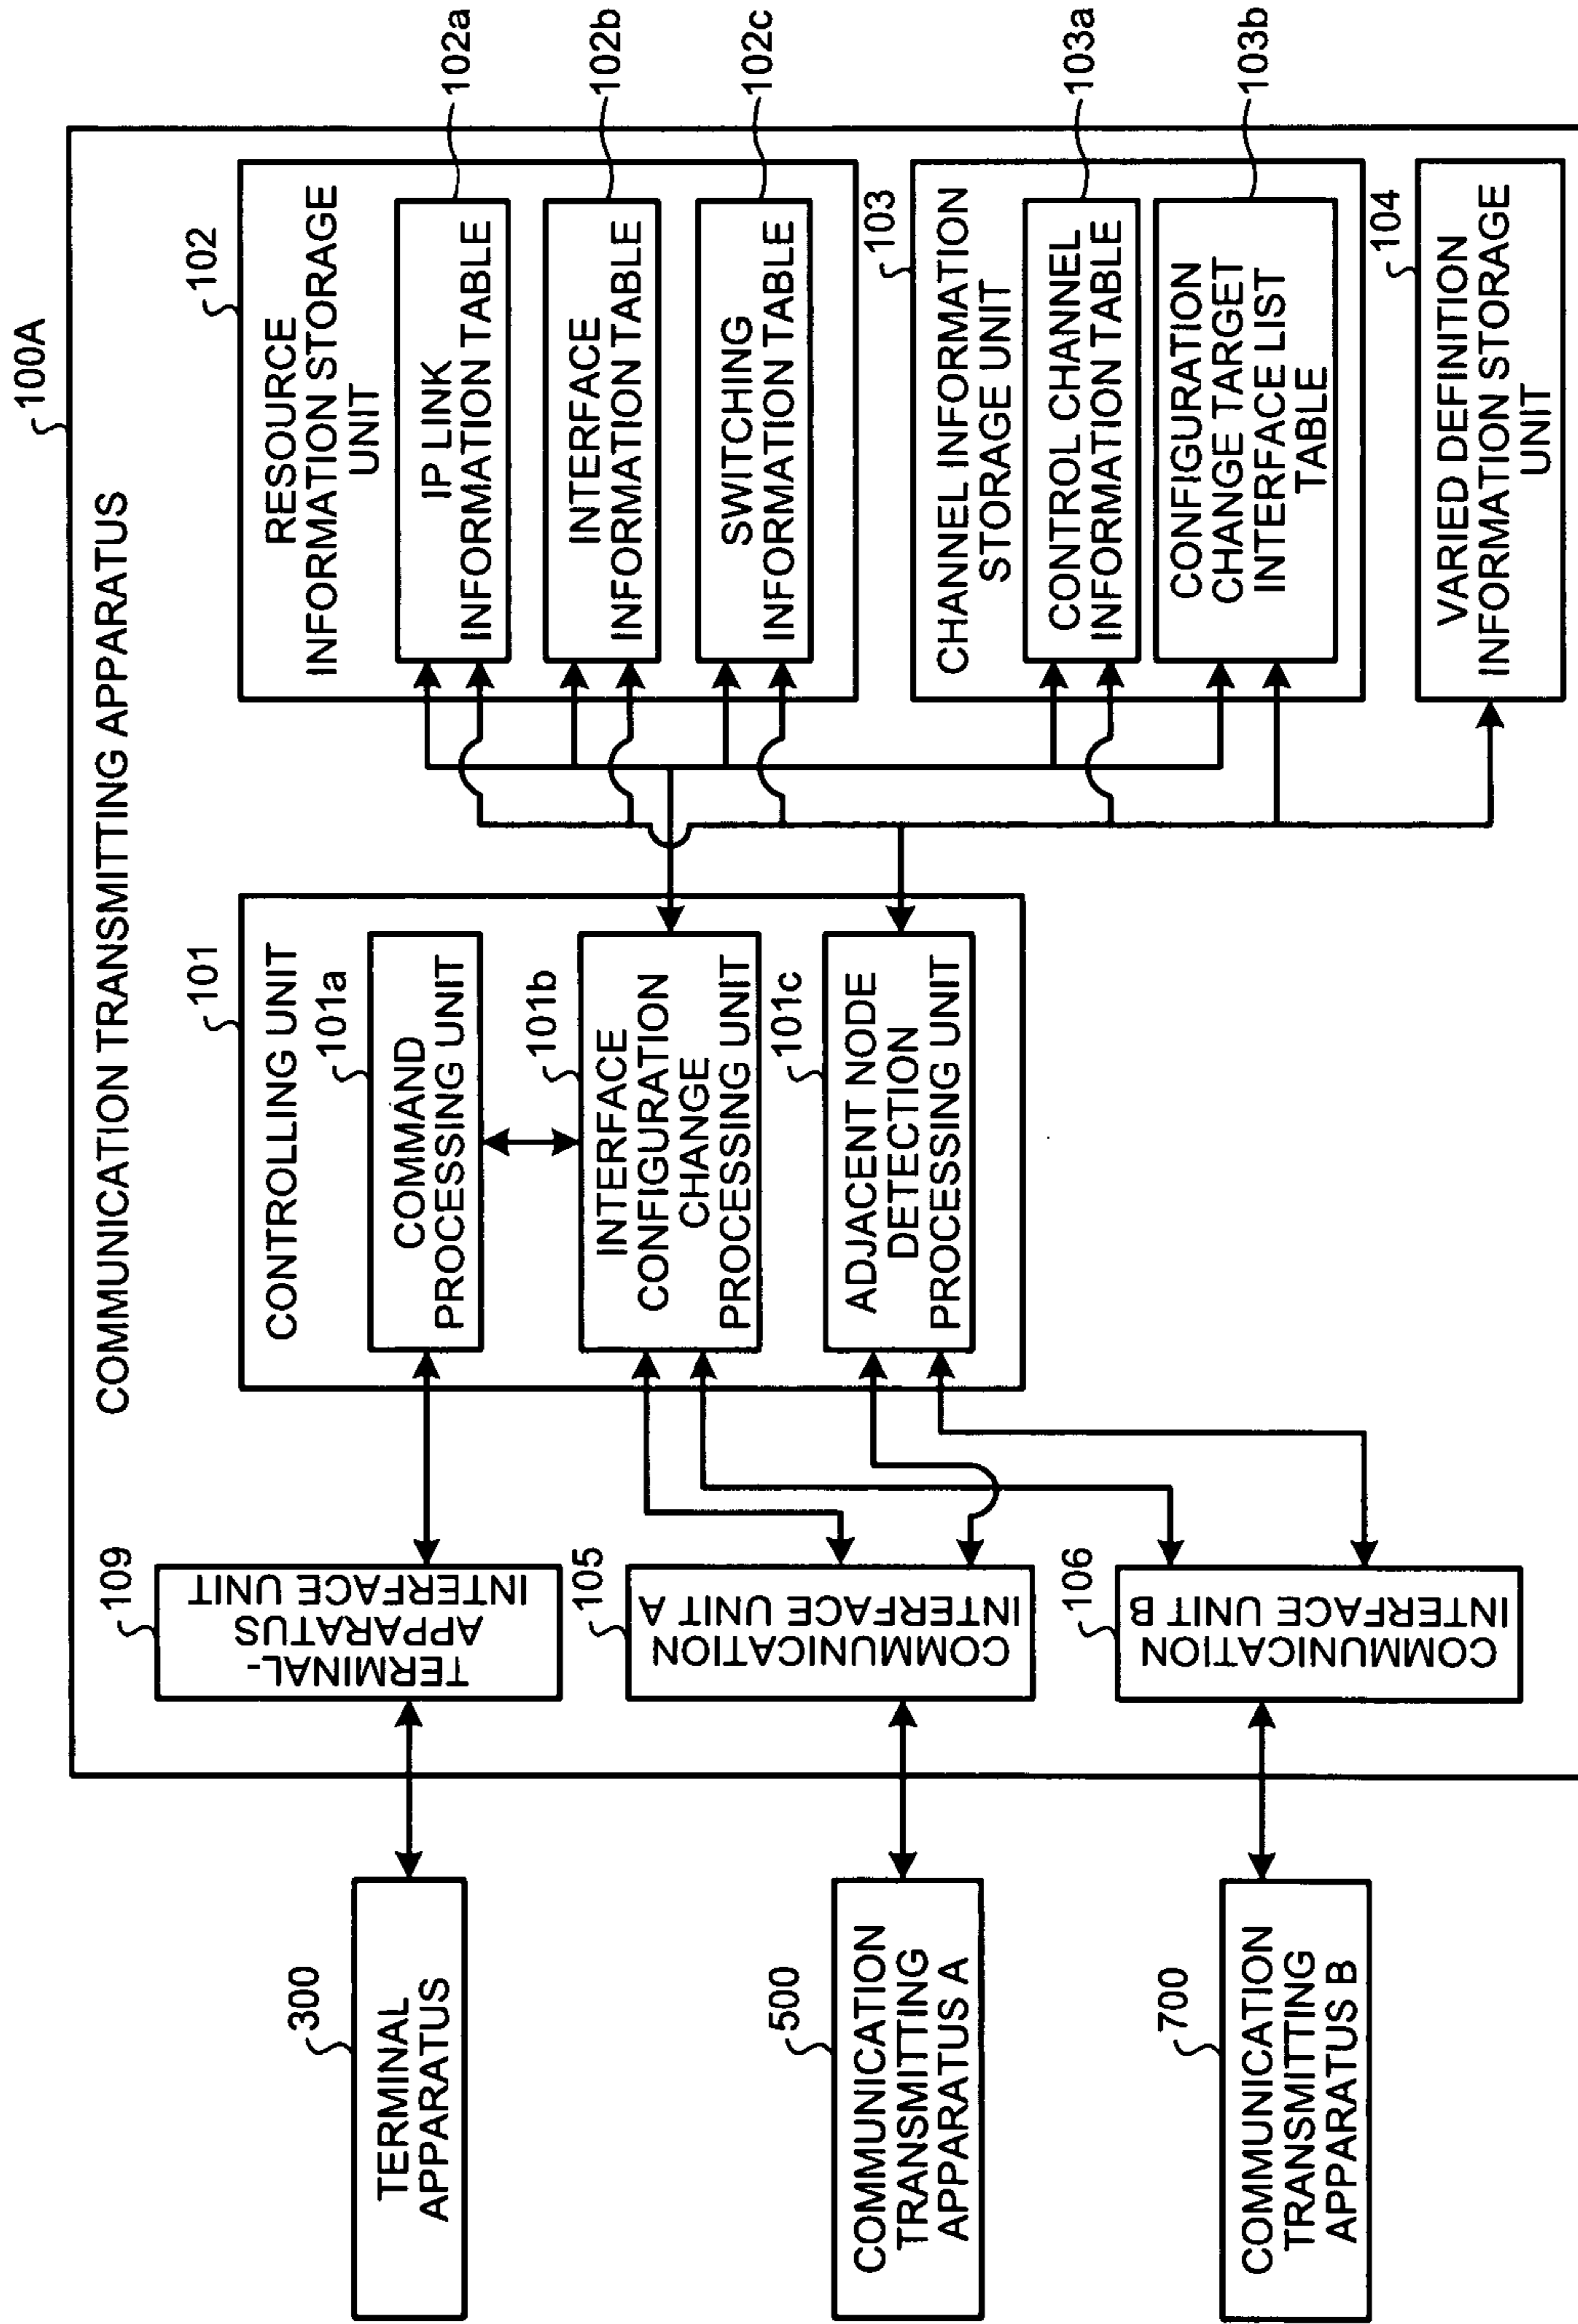 100A
COMMUNICATION TRANSMITTING APPARATUS
300
TERMINAL
APPARATUS
500
COMMUNICATION
TRANSMITTING
APPARATUS A
700
COMMUNICATION
TRANSMITTING
APPARATUS B
109
TERMINAL-
APPARATUS
INTERFACE UNIT
105
COMMUNICATION
INTERFACE UNIT A
106
COMMUNICATION
INTERFACE UNIT B
101
CONTROLLING UNIT
101a
COMMAND
PROCESSING UNIT
101b
INTERFACE
CONFIGURATION
CHANGE
PROCESSING UNIT
101c
ADJACENT NODE
DETECTION
PROCESSING UNIT
102
RESOURCE
INFORMATION STORAGE
UNIT
IP LINK
INFORMATION TABLE
102a
INTERFACE
INFORMATION TABLE
102b
SWITCHING
INFORMATION TABLE
102c
103
CHANNEL INFORMATION
STORAGE UNIT
CONTROL CHANNEL
INFORMATION TABLE
103a
CONFIGURATION
CHANGE TARGET
INTERFACE LIST
TABLE
103b
104
VARIED DEFINITION
INFORMATION STORAGE
UNIT